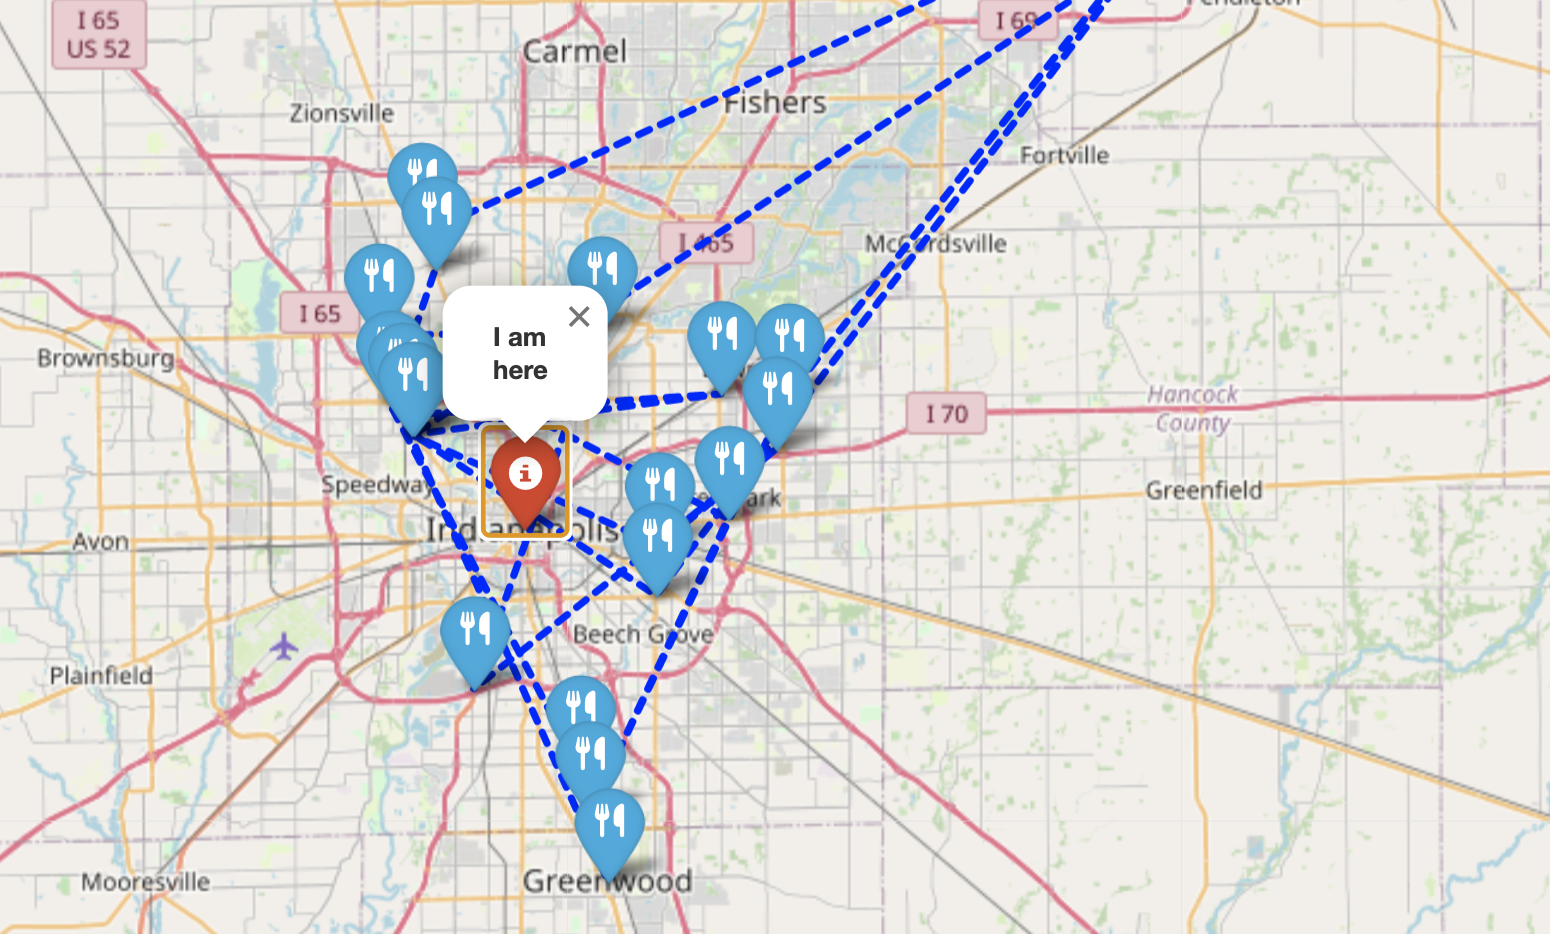 I 65
US 52
Carmel
I 69
Zionsville
Fishers
Fortville
I 465
McCordsville
I 65
I am
here
Brownsburg
Hancock
County
I 70
Speedway
Greenfield
Indianapolis
Avon
Beech Grove
Plainfield
Greenwood
Mooresville